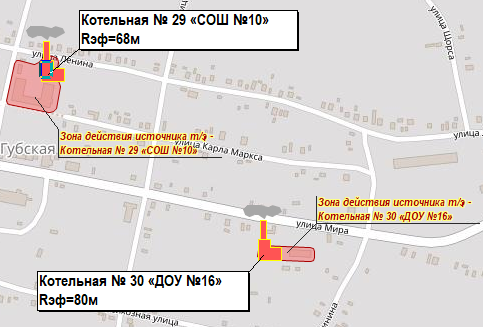 Котельная № 29 «СОШ №10»
Rэф=68м
улица Ленина
улица Щорса
Зона действия источника т/э -
Котельная № 29 «СОШ №10»
Губская
улица Карла Маркса
улица
Зона действия источника т/э -
Котельная № 30 «ДОУ №16»
улица Мира
Котельная № 30 «ДОУ №16»
Rэф=80м
улица